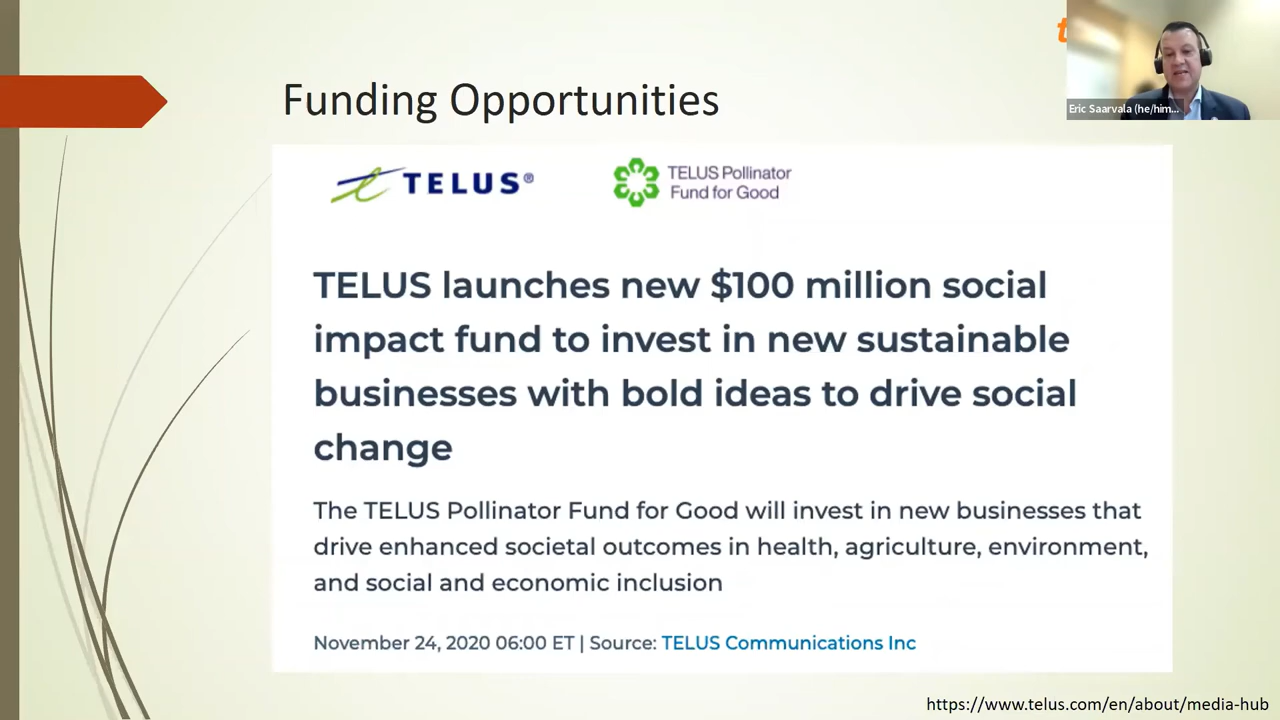 Funding Opportunities
Eric Saarvala (he/him...
TELUS®
TELUS Pollinator
Fund for Good
TELUS launches new $100 million social
impact fund to invest in new sustainable
businesses with bold ideas to drive social
change
The TELUS Pollinator Fund for Good will invest in new businesses that
drive enhanced societal outcomes in health, agriculture, environment,
and social and economic inclusion
November 24, 2020 06:00 ET | Source: TELUS Communications Inc
https://www.telus.com/en/about/media-hub